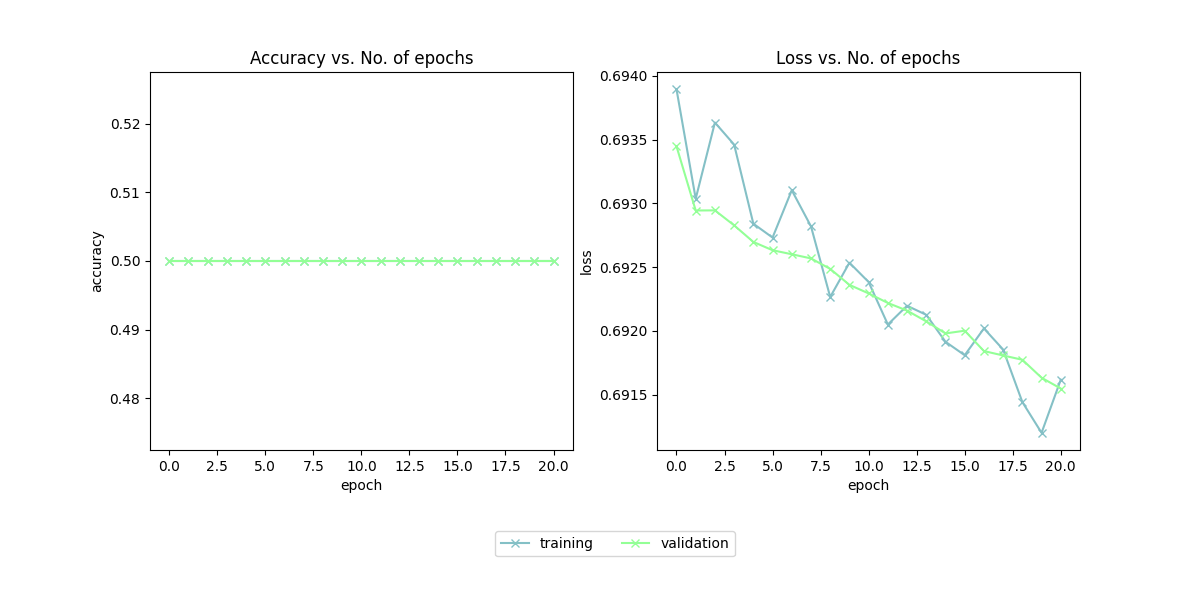 Accuracy vs. No. of epochs
accuracy
0.52
0.51
0.50
0.49
0.48
0.0 2.5 5.0 7.5 10.0 12.5 15.0 17.5 20.0
epoch
Loss vs. No. of epochs
loss
0.6940
0.6935
0.6930
0.6925
0.6920
0.6915
0.0 2.5 5.0 7.5 10.0 12.5 15.0 17.5 20.0
epoch
training validation